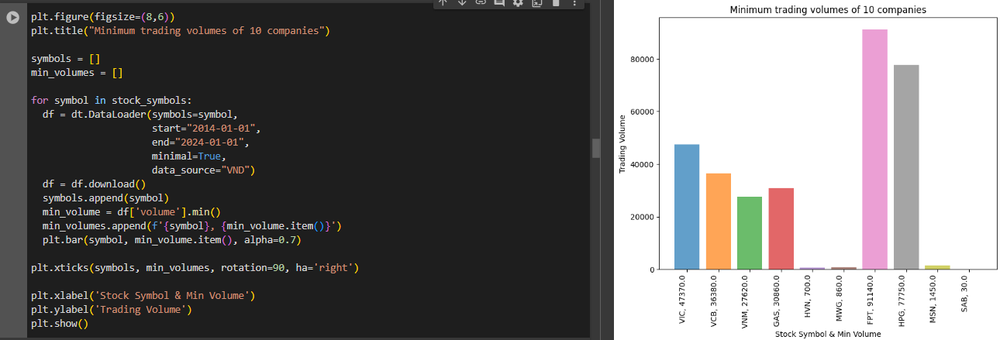 plt.figure(figsize=(8,6))
plt.title("Minimum trading volumes of 10 companies")
symbols = []
min_volumes = []
for symbol in stock_symbols:
  df = dt.DataLoader(symbols=symbol,
                     start="2014-01-01",
                     end="2024-01-01",
                     minimal=True,
                     data_source="VND")
  df = df.download()
  symbols.append(symbol)
  min_volume = df['volume'].min()
  min_volumes.append(f'{symbol}, {min_volume.item()}')
  plt.bar(symbol, min_volume.item(), alpha=0.7)
plt.xticks(symbols, min_volumes, rotation=90, ha='right')
plt.xlabel('Stock Symbol & Min Volume')
plt.ylabel('Trading Volume')
plt.show()
Minimum trading volumes of 10 companies
Trading Volume
80000
60000
40000
20000
0
VIC, 47370.0
VCB, 36380.0
VNM, 27620.0
GAS, 30860.0
HVN, 700.0
MWG, 860.0
FPT, 91140.0
HPG, 77750.0
MSN, 1450.0
SAB, 30.0
Stock Symbol & Min Volume